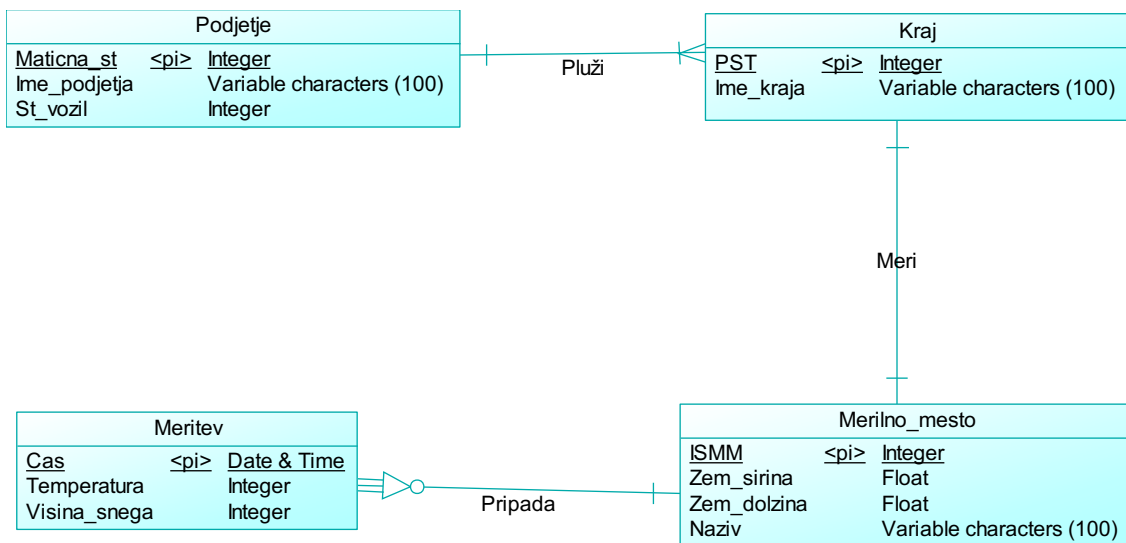 Podjetje
Maticna_st <pi> Integer
Ime_podjetja Variable characters (100)
St_vozil Integer
Pluži
Kraj
PST <pi> Integer
Ime_kraja Variable characters (100)
Meri
Meritev
Cas <pi> Date & Time
Temperatura Integer
Visina_snega Integer
Pripada
Merilno_mesto
ISMM <pi> Integer
Zem_sirina Float
Zem_dolzina Float
Naziv Variable characters (100)